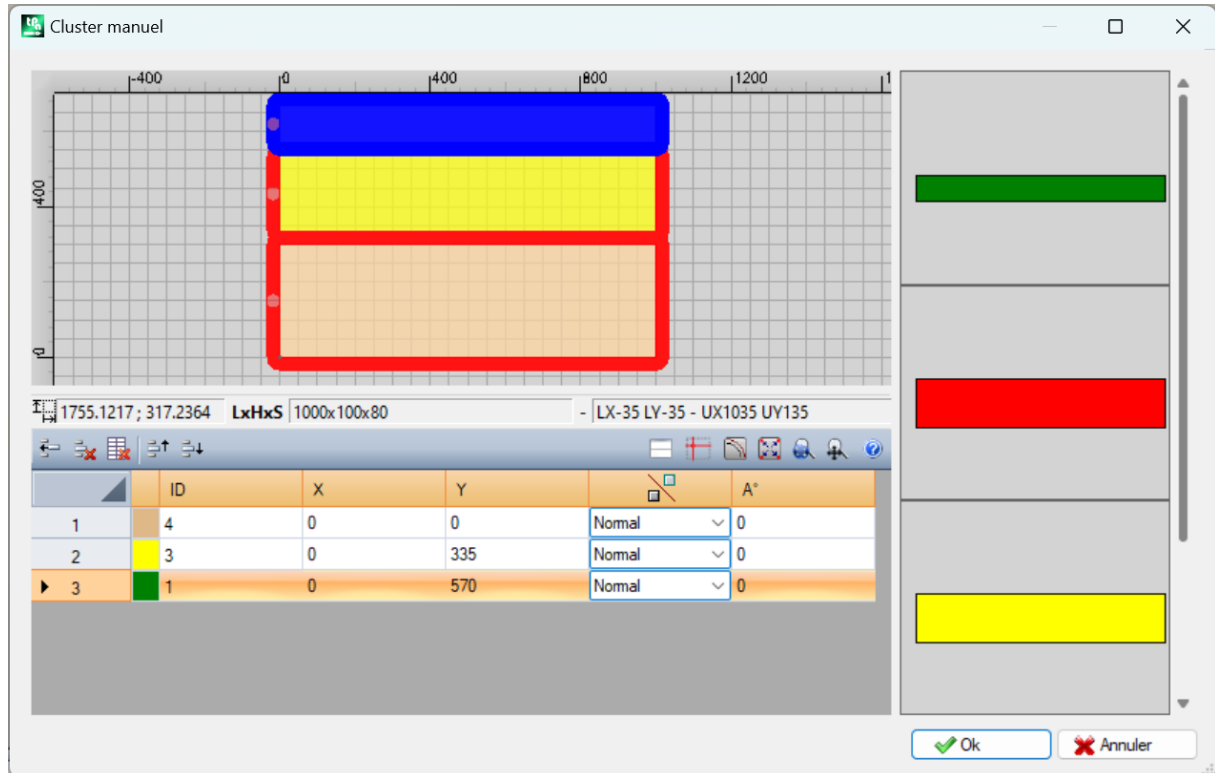 Cluster manuel
-400 0 400 800 1200 1
400
0
1755.1217 ; 317.2364 LxHxS 1000x100x80 - LX-35 LY-35 - UX1035 UY135
ID X Y A°
1 4 0 0 Normal 0
2 3 0 335 Normal 0
3 1 0 570 Normal 0
Ok Annuler